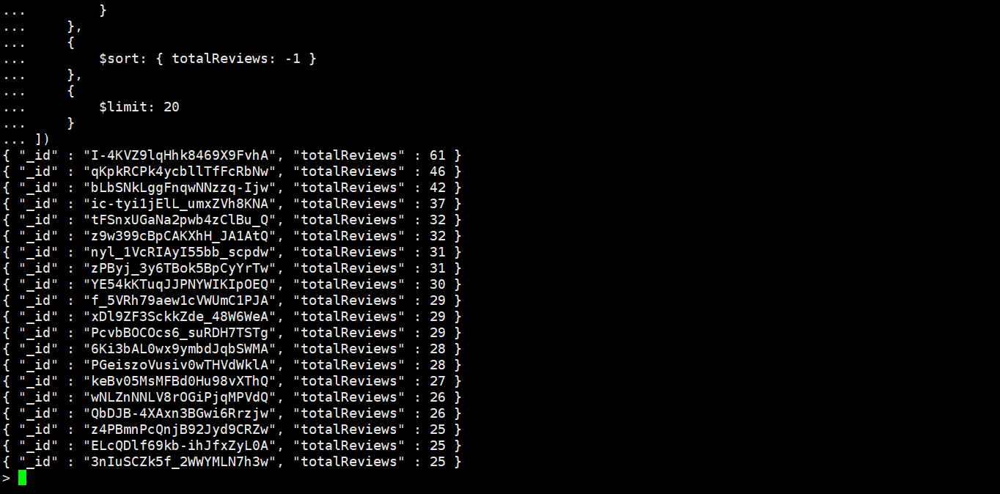 ...         }
...     },
...     {
...         $sort: { totalReviews: -1 }
...     },
...     {
...         $limit: 20
...     }
... ])
{ "_id" : "I-4KVZ9lqHhk8469X9FvhA", "totalReviews" : 61 }
{ "_id" : "qKpkRCPk4ycbllTfFcRbNw", "totalReviews" : 46 }
{ "_id" : "bLbSNkLggFnqwNNzzq-Ijw", "totalReviews" : 42 }
{ "_id" : "ic-tyi1jElL_umxZVh8KNA", "totalReviews" : 37 }
{ "_id" : "tFSnxUGaNa2pwb4zClBu_Q", "totalReviews" : 32 }
{ "_id" : "z9w399cBpCAKXhH_JA1AtQ", "totalReviews" : 32 }
{ "_id" : "nyl_1VcRIAyI55bb_scpdw", "totalReviews" : 31 }
{ "_id" : "zPByj_3y6TBok5BpCyYrTw", "totalReviews" : 31 }
{ "_id" : "YE54kKTuqJJPNYWIKIpOEQ", "totalReviews" : 30 }
{ "_id" : "f_5VRh79aew1cVWUmC1PJA", "totalReviews" : 29 }
{ "_id" : "xDl9ZF3SckkZde_48W6WeA", "totalReviews" : 29 }
{ "_id" : "PcvbBOCOcs6_suRDH7TSTg", "totalReviews" : 29 }
{ "_id" : "6Ki3bAL0wx9ymbdJqbSWMA", "totalReviews" : 28 }
{ "_id" : "PGeiszoVusiv0wTHVdWklA", "totalReviews" : 28 }
{ "_id" : "keBv05MsMFBd0Hu98vXThQ", "totalReviews" : 27 }
{ "_id" : "wNLZnNNLV8rOGiPjqMPVdQ", "totalReviews" : 26 }
{ "_id" : "QbDJB-4XAxn3BGwi6Rrzjw", "totalReviews" : 26 }
{ "_id" : "z4PBmnPcQnjB92Jyd9CRZw", "totalReviews" : 25 }
{ "_id" : "ELcQDlf69kb-ihJfxZyL0A", "totalReviews" : 25 }
{ "_id" : "3nIuSCZk5f_2WWYMLN7h3w", "totalReviews" : 25 }
>